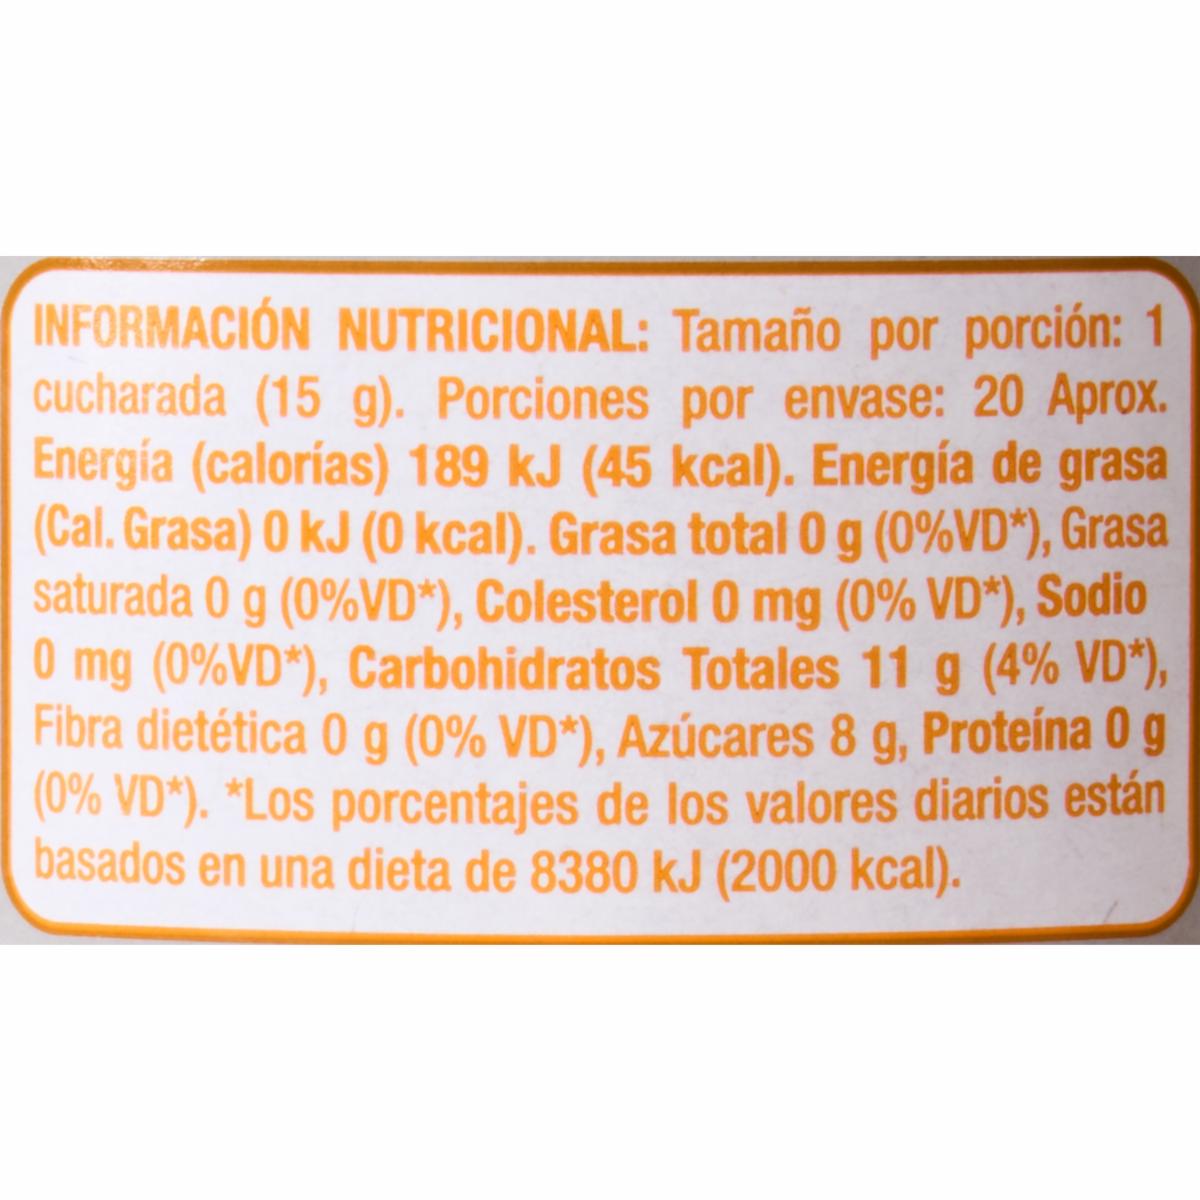 INFORMACIÓN NUTRICIONAL: Tamaño por porción: 1
cucharada (15 g). Porciones por envase: 20 Aprox.
Energía (calorías) 189 kJ (45 kcal). Energía de grasa
(Cal. Grasa) 0 kJ (0 kcal). Grasa total 0 g (0%VD*), Grasa
saturada 0 g (0%VD*), Colesterol 0 mg (0% VD*), Sodio
0 mg (0%VD*), Carbohidratos Totales 11 g (4% VD*),
Fibra dietética 0 g (0% VD*), Azúcares 8 g, Proteína 0 g
(0% VD*). *Los porcentajes de los valores diarios están
basados en una dieta de 8380 kJ (2000 kcal).